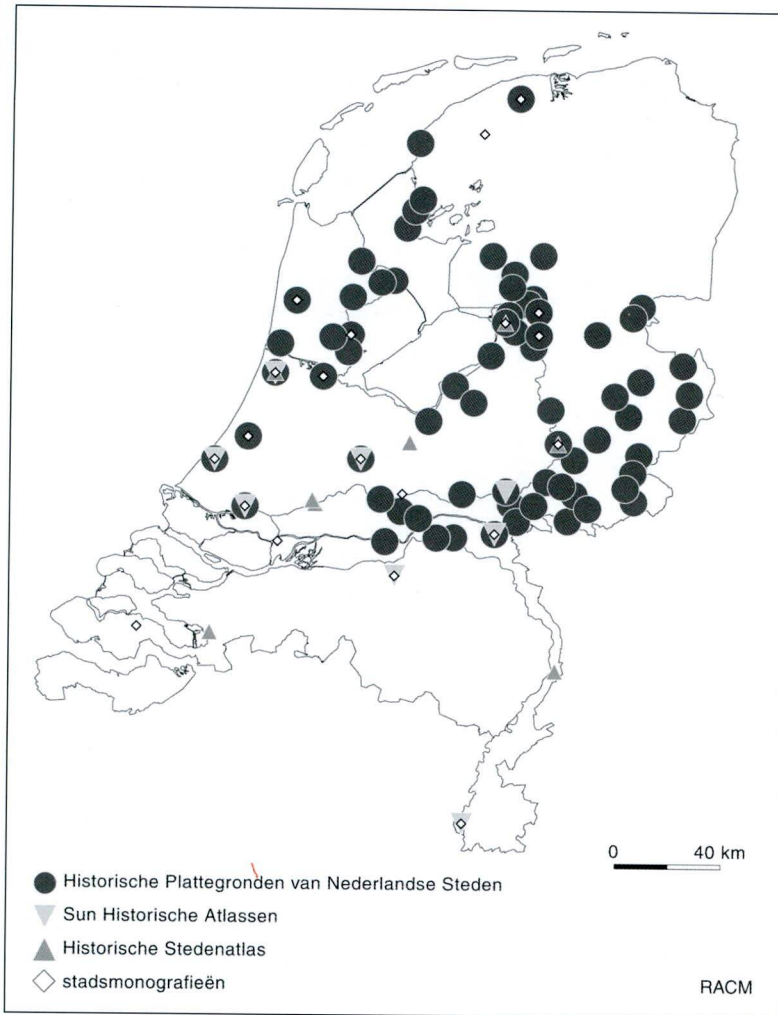 0 40 km
Historische Plattegronden van Nederlandse Steden
Sun Historische Atlassen
Historische Stedenatlas
stadsmonografieën
RACM